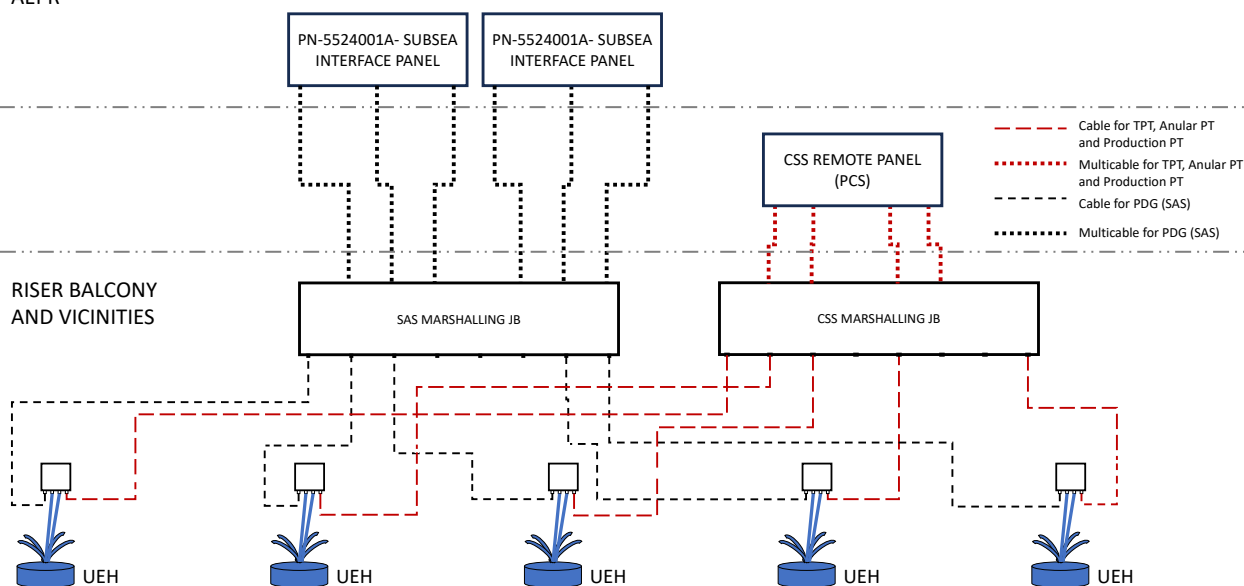 PN-5524001A- SUBSEA
INTERFACE PANEL
PN-5524001A- SUBSEA
INTERFACE PANEL
CSS REMOTE PANEL
(PCS)
Cable for TPT, Anular PT
and Production PT
Multicable for TPT, Anular PT
and Production PT
Cable for PDG (SAS)
Multicable for PDG (SAS)
RISER BALCONY
AND VICINITIES
SAS MARSHALLING JB
CSS MARSHALLING JB
UEH
UEH
UEH
UEH
UEH